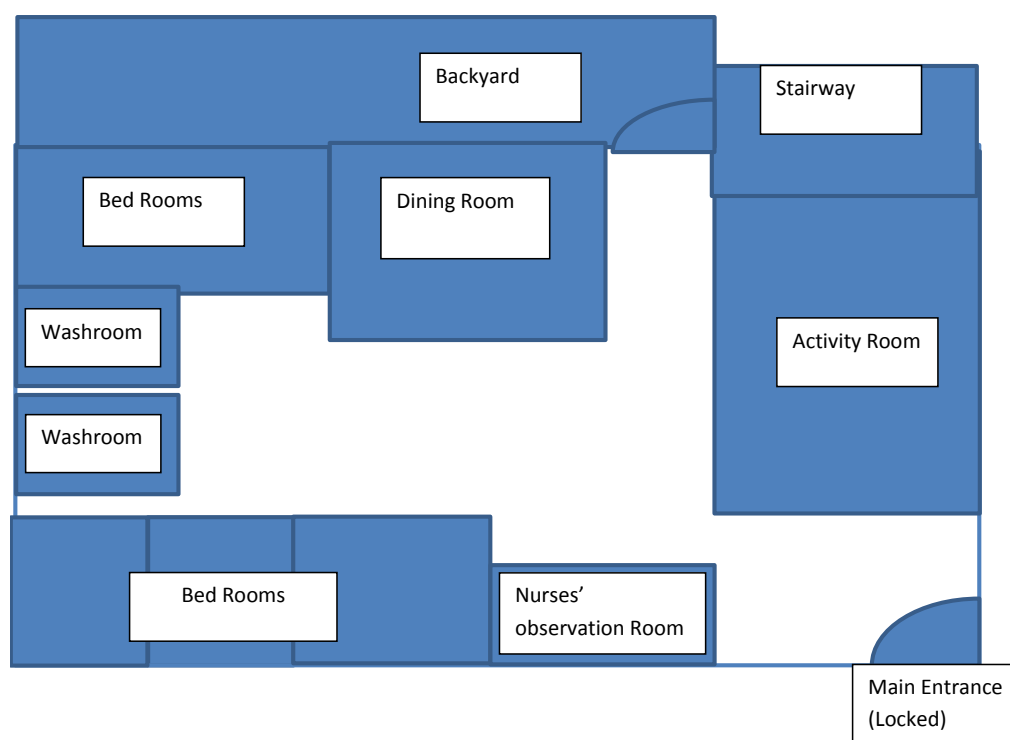 Backyard
Stairway
Bed Rooms
Dining Room
Washroom
Activity Room
Washroom
Bed Rooms
Nurses’
observation Room
Main Entrance
(Locked)